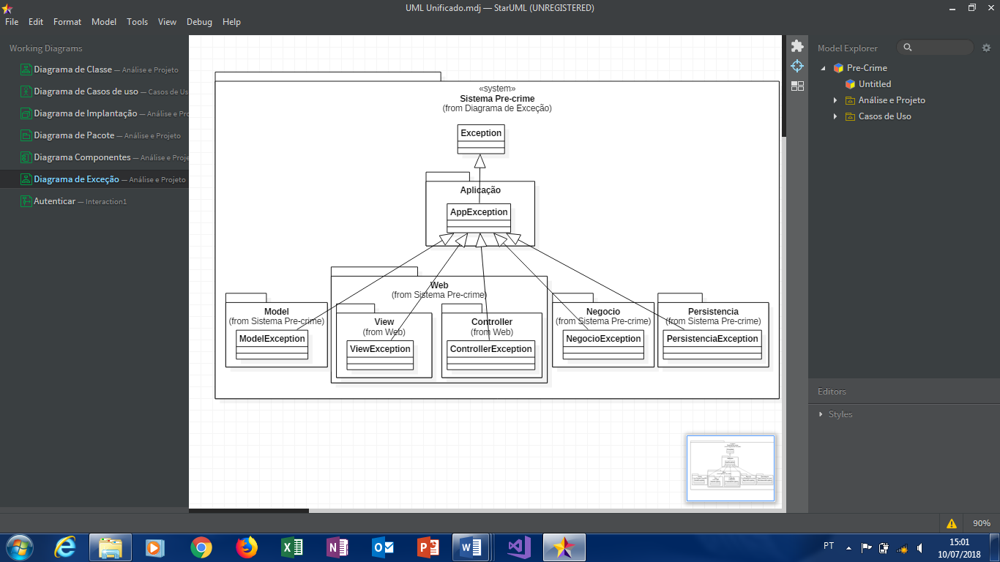 UML Unificado.mdj — StarUML (UNREGISTERED)
File Edit Format Model Tools View Debug Help
Working Diagrams
Diagrama de Classe — Análise e Projeto
Diagrama de Casos de uso — Casos de Us
Diagrama de Implantação — Análise e Pro
Diagrama de Pacote — Análise e Projeto
Diagrama Componentes — Análise e Proje
Diagrama de Exceção — Análise e Projeto
Autenticar — Interaction1
«system»
Sistema Pre-crime
(from Diagrama de Exceção)
Exception
Aplicação
AppException
Web
(from Sistema Pre-crime)
Model
(from Sistema Pre-crime)
ModelException
View
(from Web)
ViewException
Controller
(from Web)
ControllerException
Negocio
(from Sistema Pre-crime)
NegocioException
Persistencia
(from Sistema Pre-crime)
PersistenciaException
Model Explorer
Pre-Crime
Untitled
Análise e Projeto
Casos de Uso
Editors
Styles
90%
PT
15:01
10/07/2018